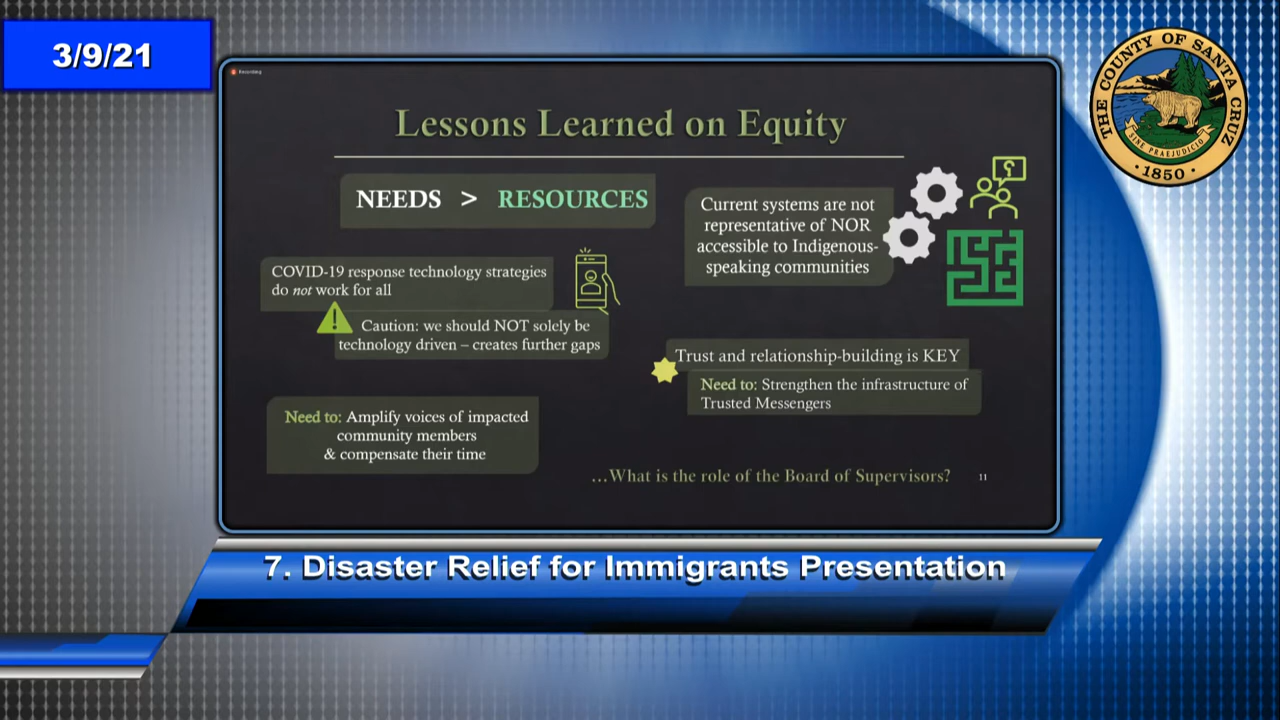 3/9/21
Recording
Lessons Learned on Equity
NEEDS > RESOURCES
COVID-19 response technology strategies
do not work for all
Caution: we should NOT solely be
technology driven – creates further gaps
Need to: Amplify voices of impacted
community members
& compensate their time
Current systems are not
representative of NOR
accessible to Indigenous-
speaking communities
?
Trust and relationship-building is KEY
Need to: Strengthen the infrastructure of
Trusted Messengers
...What is the role of the Board of Supervisors?
11
THE COUNTY OF SANTA CRUZ
SINE PRAEJUDICIO
• 1850 •
7. Disaster Relief for Immigrants Presentation